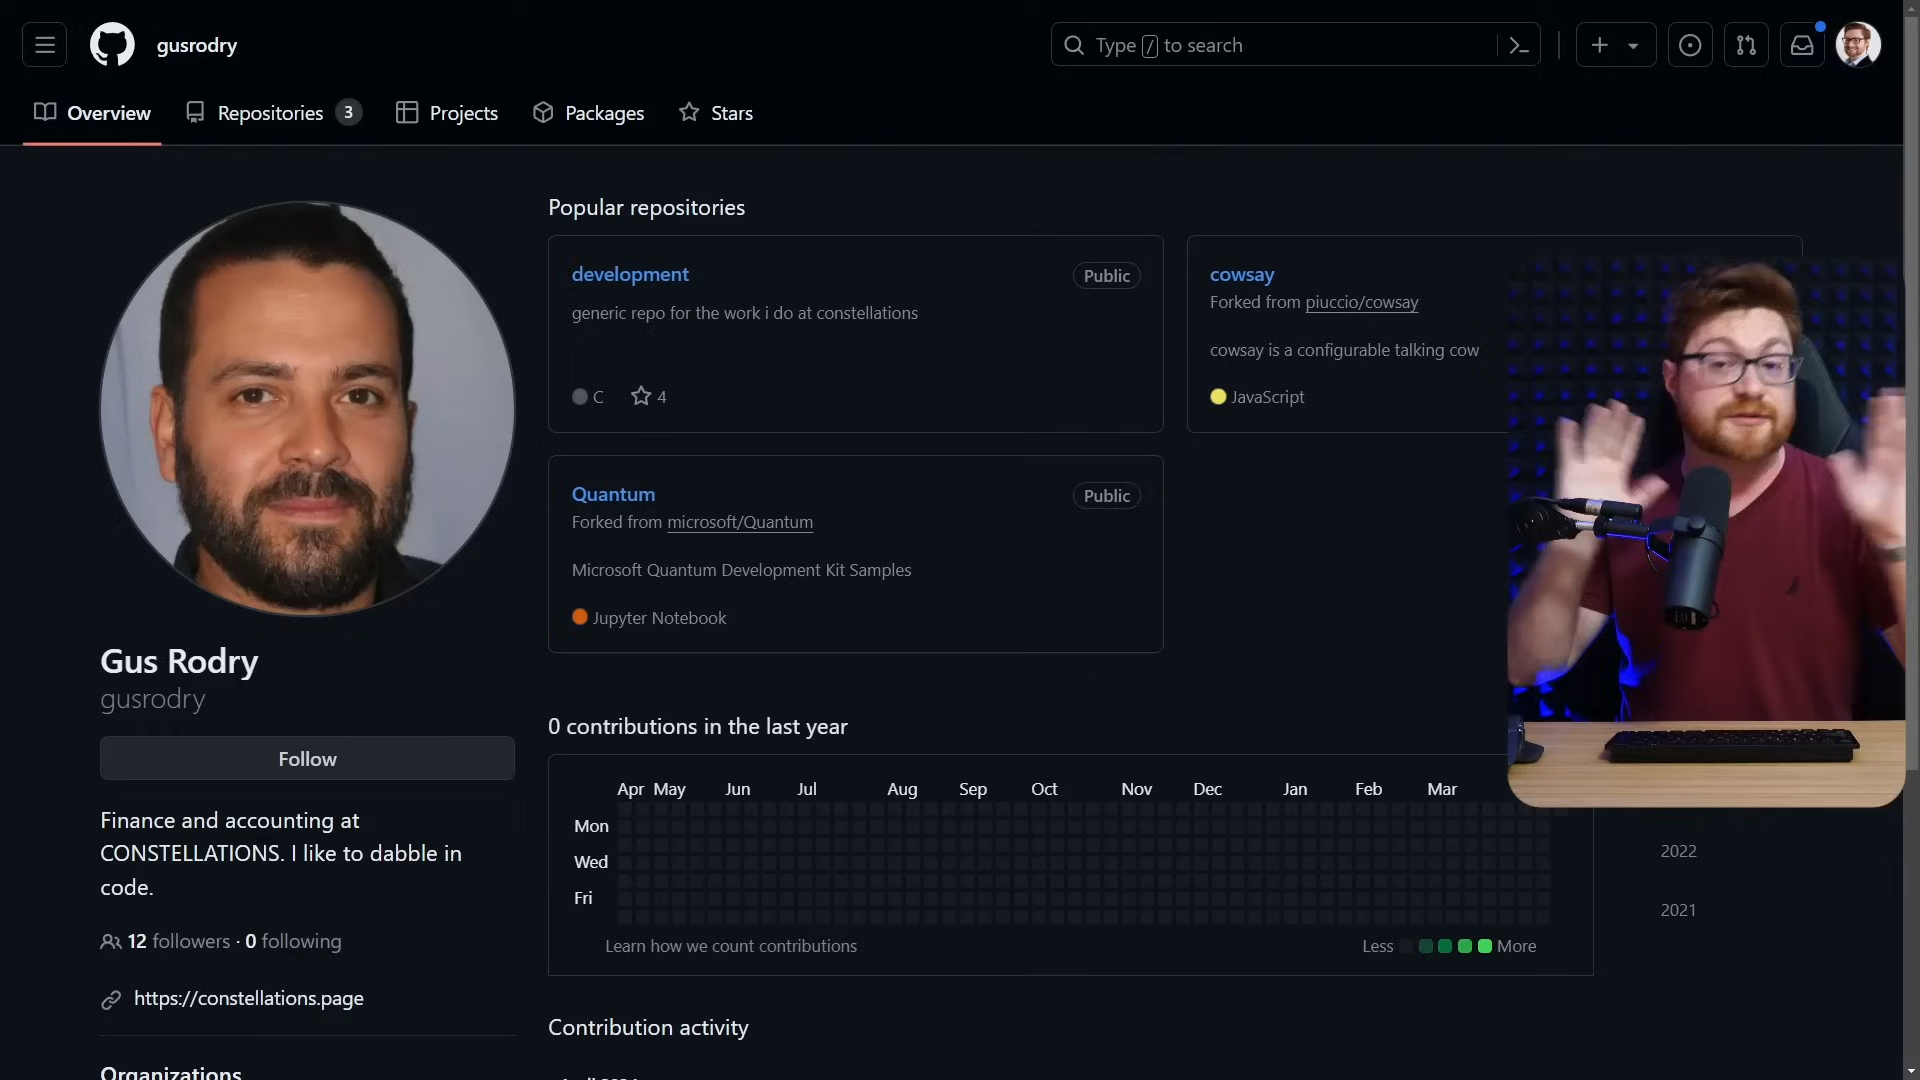 gusrodry
Type / to search
Overview
Repositories 3
Projects
Packages
Stars
Popular repositories
development
Public
generic repo for the work i do at constellations
C
4
cowsay
Forked from piuccio/cowsay
cowsay is a configurable talking cow
JavaScript
Quantum
Public
Forked from microsoft/Quantum
Microsoft Quantum Development Kit Samples
Jupyter Notebook
Gus Rodry
gusrodry
Follow
Finance and accounting at
CONSTELLATIONS. I like to dabble in
code.
12 followers · 0 following
https://constellations.page
Organizations
0 contributions in the last year
Apr May Jun Jul Aug Sep Oct Nov Dec Jan Feb Mar
Mon
Wed
Fri
Learn how we count contributions
Less
More
2022
2021
Contribution activity